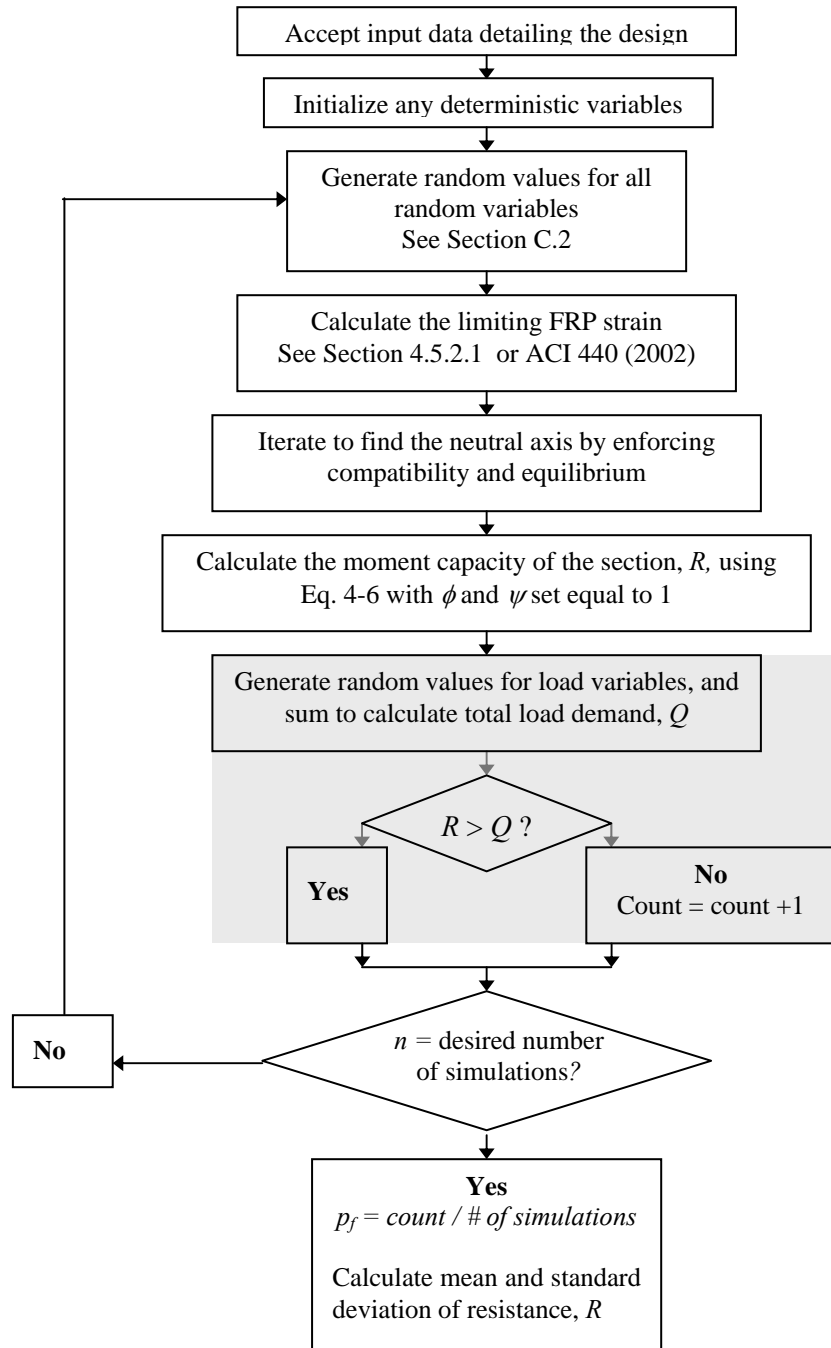 Accept input data detailing the design
Initialize any deterministic variables
Generate random values for all
random variables
See Section C.2
Calculate the limiting FRP strain
See Section 4.5.2.1 or ACI 440 (2002)
Iterate to find the neutral axis by enforcing
compatibility and equilibrium
Calculate the moment capacity of the section, R, using
Eq. 4-6 with ϕ and ψ set equal to 1
Generate random values for load variables, and
sum to calculate total load demand, Q
R > Q ?
Yes
No
Count = count +1
n = desired number
of simulations?
No
Yes
p_f = count / # of simulations
Calculate mean and standard
deviation of resistance, R